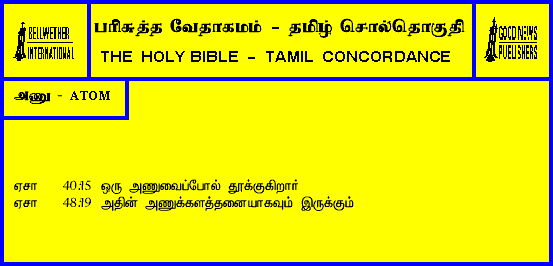 BELLWETHER
INTERNATIONAL
பரிசுத்த வேதாகமம் - தமிழ் சொல்தொகுதி
THE HOLY BIBLE - TAMIL CONCORDANCE
GOOD NEWS
PUBLISHERS
அணு - ATOM
ஏசா 40:15 ஒரு அணுவைப்போல் தூக்குகிறார்
ஏசா 48:19 அதின் அணுக்களத்தனையாகவும் இருக்கும்